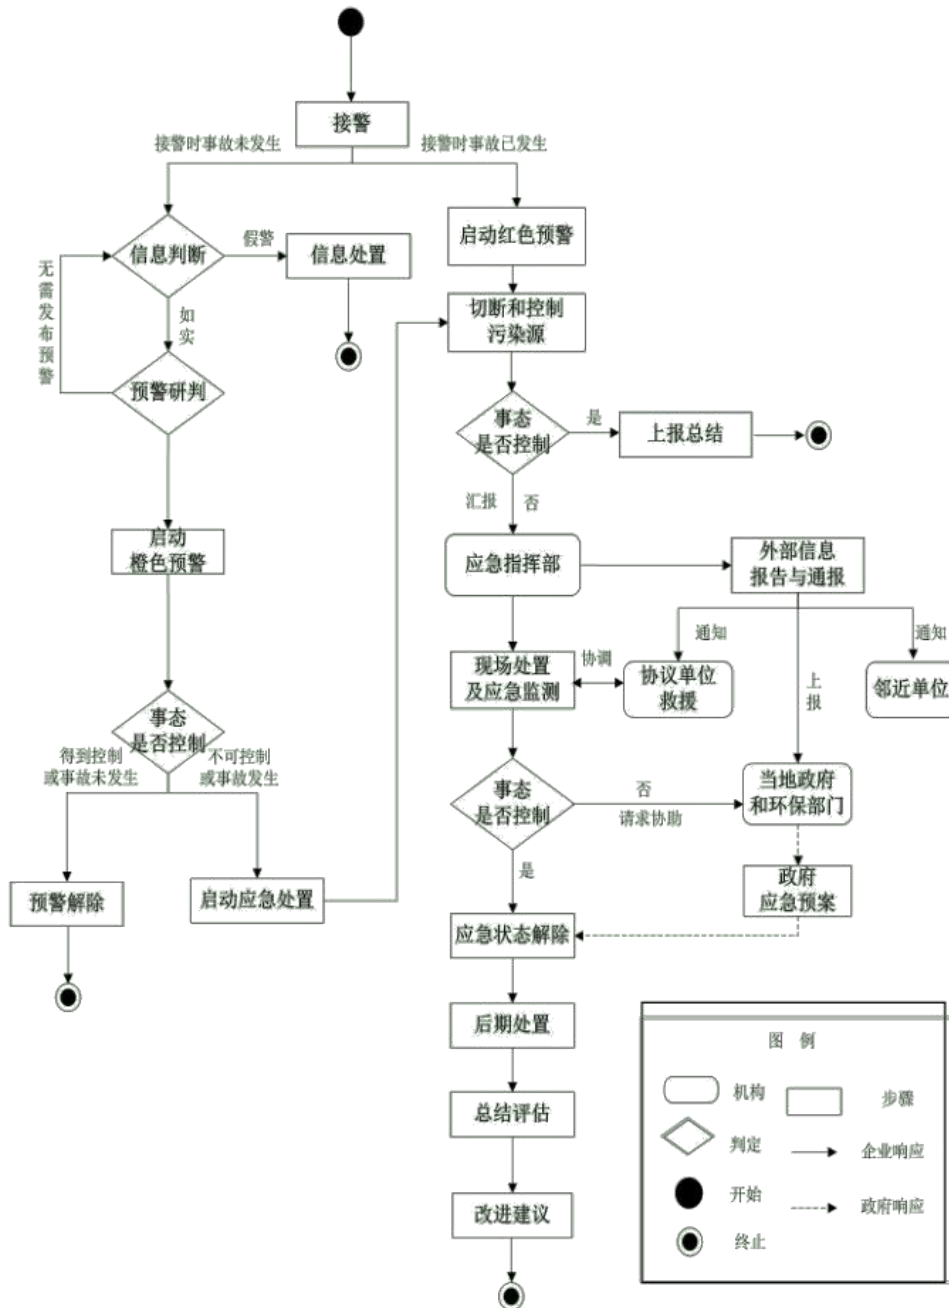 接警
接警时事故未发生
接警时事故已发生
信息判断
假警
信息处置
启动红色预警
无需发布预警
如实
切断和控制
污染源
预警研判
事态
是否控制
是
上报总结
汇报
否
启动
橙色预警
应急指挥部
外部信息
报告与通报
通知
通知
现场处置
及应急监测
协调
协议单位
救援
上报
邻近单位
事态
是否控制
得到控制
或事故未发生
不可控制
或事故发生
事态
是否控制
否
请求协助
当地政府
和环保部门
是
预警解除
启动应急处置
政府
应急预案
应急状态解除
后期处置
总结评估
改进建议
图 例
机构
步骤
判定
企业响应
开始
政府响应
终止